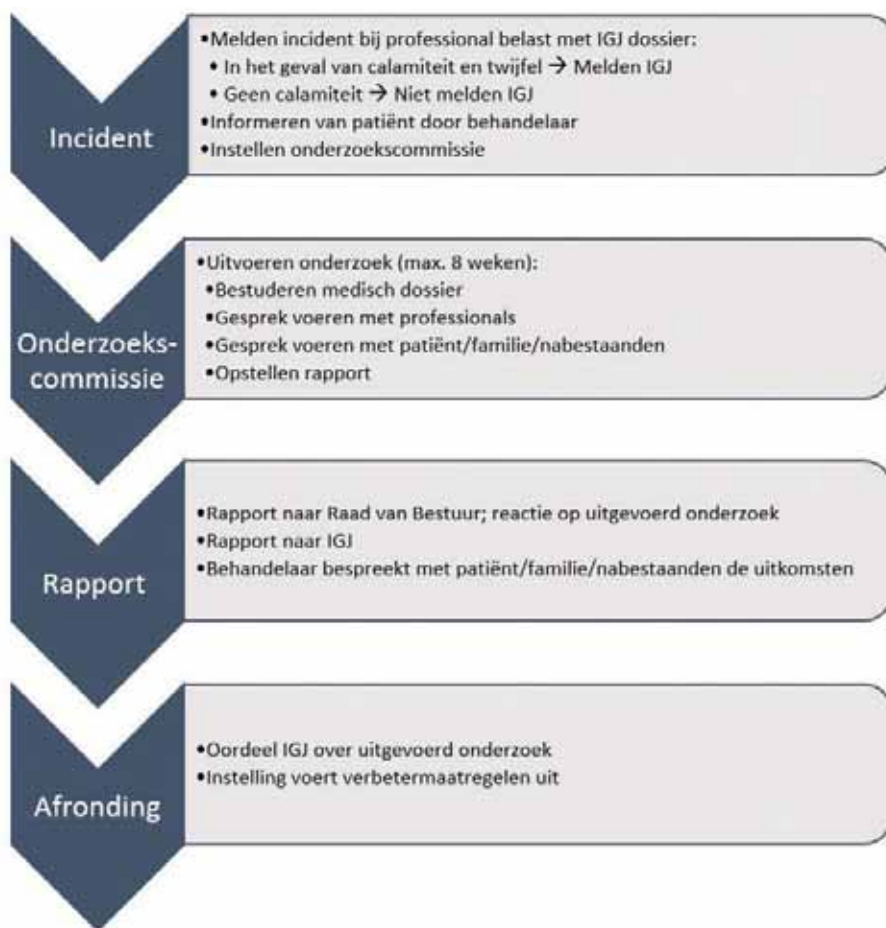 Incident
•Melden incident bij professional belast met IGJ dossier:
•In het geval van calamiteit en twijfel → Melden IGJ
•Geen calamiteit → Niet melden IGJ
•Informeren van patiënt door behandelaar
•Instellen onderzoekscommissie
Onderzoeks-
commissie
•Uitvoeren onderzoek (max. 8 weken):
•Bestuderen medisch dossier
•Gesprek voeren met professionals
•Gesprek voeren met patiënt/familie/nabestaanden
•Opstellen rapport
Rapport
•Rapport naar Raad van Bestuur; reactie op uitgevoerd onderzoek
•Rapport naar IGJ
•Behandelaar bespreekt met patiënt/familie/nabestaanden de uitkomsten
Afronding
•Oordeel IGJ over uitgevoerd onderzoek
•Instelling voert verbetermaatregelen uit